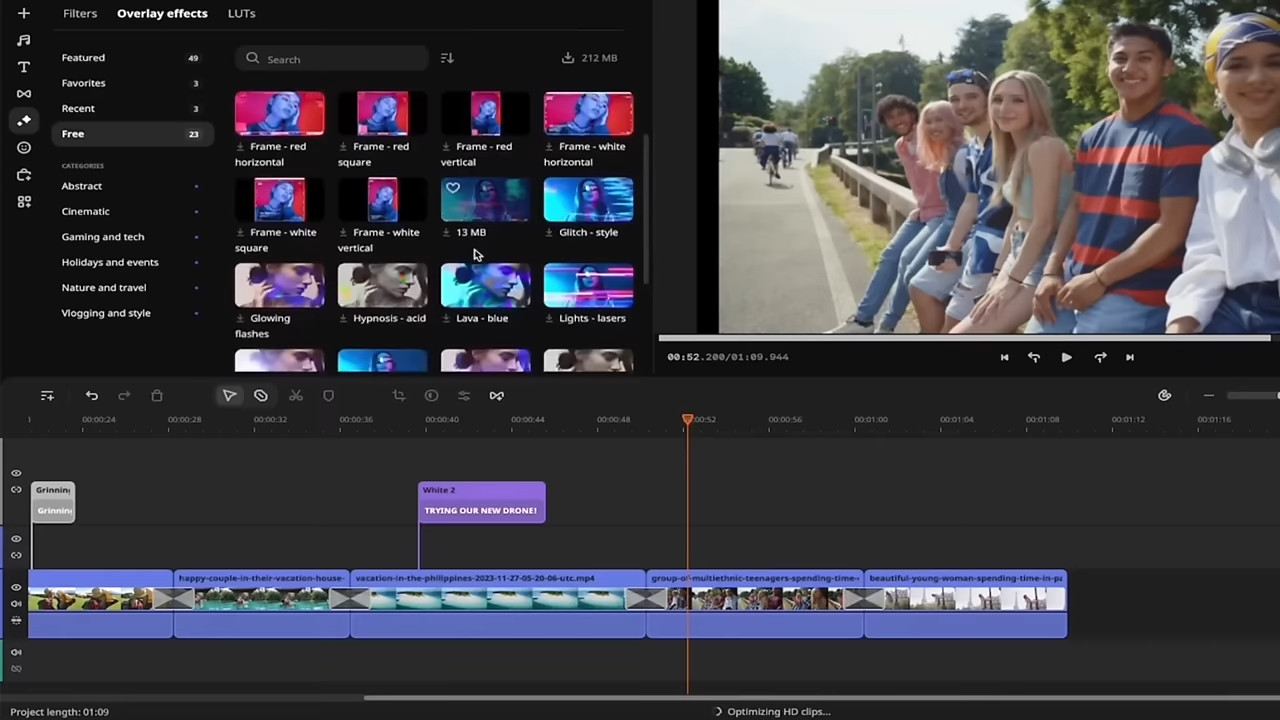 Filters Overlay effects LUTs
Featured 49
Favorites 3
Recent 3
Free 23
CATEGORIES
Abstract
Cinematic
Gaming and tech
Holidays and events
Nature and travel
Vlogging and style
Search
212 MB
Frame - red horizontal
Frame - red square
Frame - red vertical
Frame - white horizontal
Frame - white square
Frame - white vertical
13 MB
Glitch - style
Glowing flashes
Hypnosis - acid
Lava - blue
Lights - lasers
00:52.200/01:09.944
00:00:24 00:00:28 00:00:32 00:00:36 00:00:40 00:00:44 00:00:48 00:52 00:00:56 00:01:00 00:01:04 00:01:08 00:01:12 00:01:16
Grinning
Grinning
White 2
TRYING OUR NEW DRONE!
happy-couple-in-their-vacation-house-
vacation-in-the-philippines-2023-11-27-05-20-06-utc.mp4
group-of-multiethnic-teenagers-spending-time-
beautiful-young-woman-spending-time-in-pa
Project length: 01:09
Optimizing HD clips...